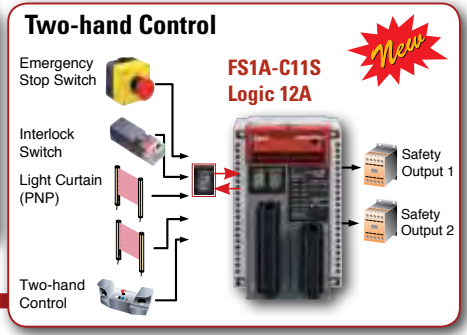 Two-hand Control
New
Emergency
Stop Switch
FS1A-C11S
Logic 12A
Interlock
Switch
Light Curtain
(PNP)
Safety
Output 1
Safety
Output 2
Two-hand
Control